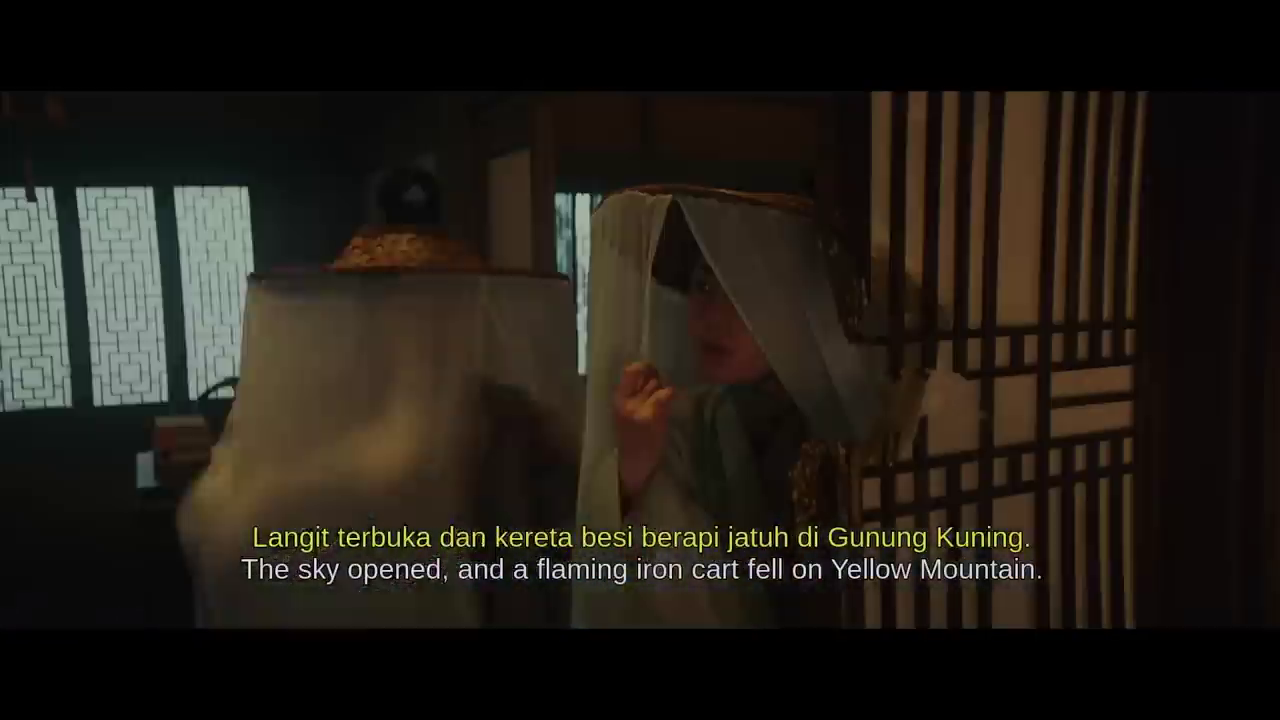 Langit terbuka dan kereta besi berapi jatuh di Gunung Kuning.
The sky opened, and a flaming iron cart fell on Yellow Mountain.